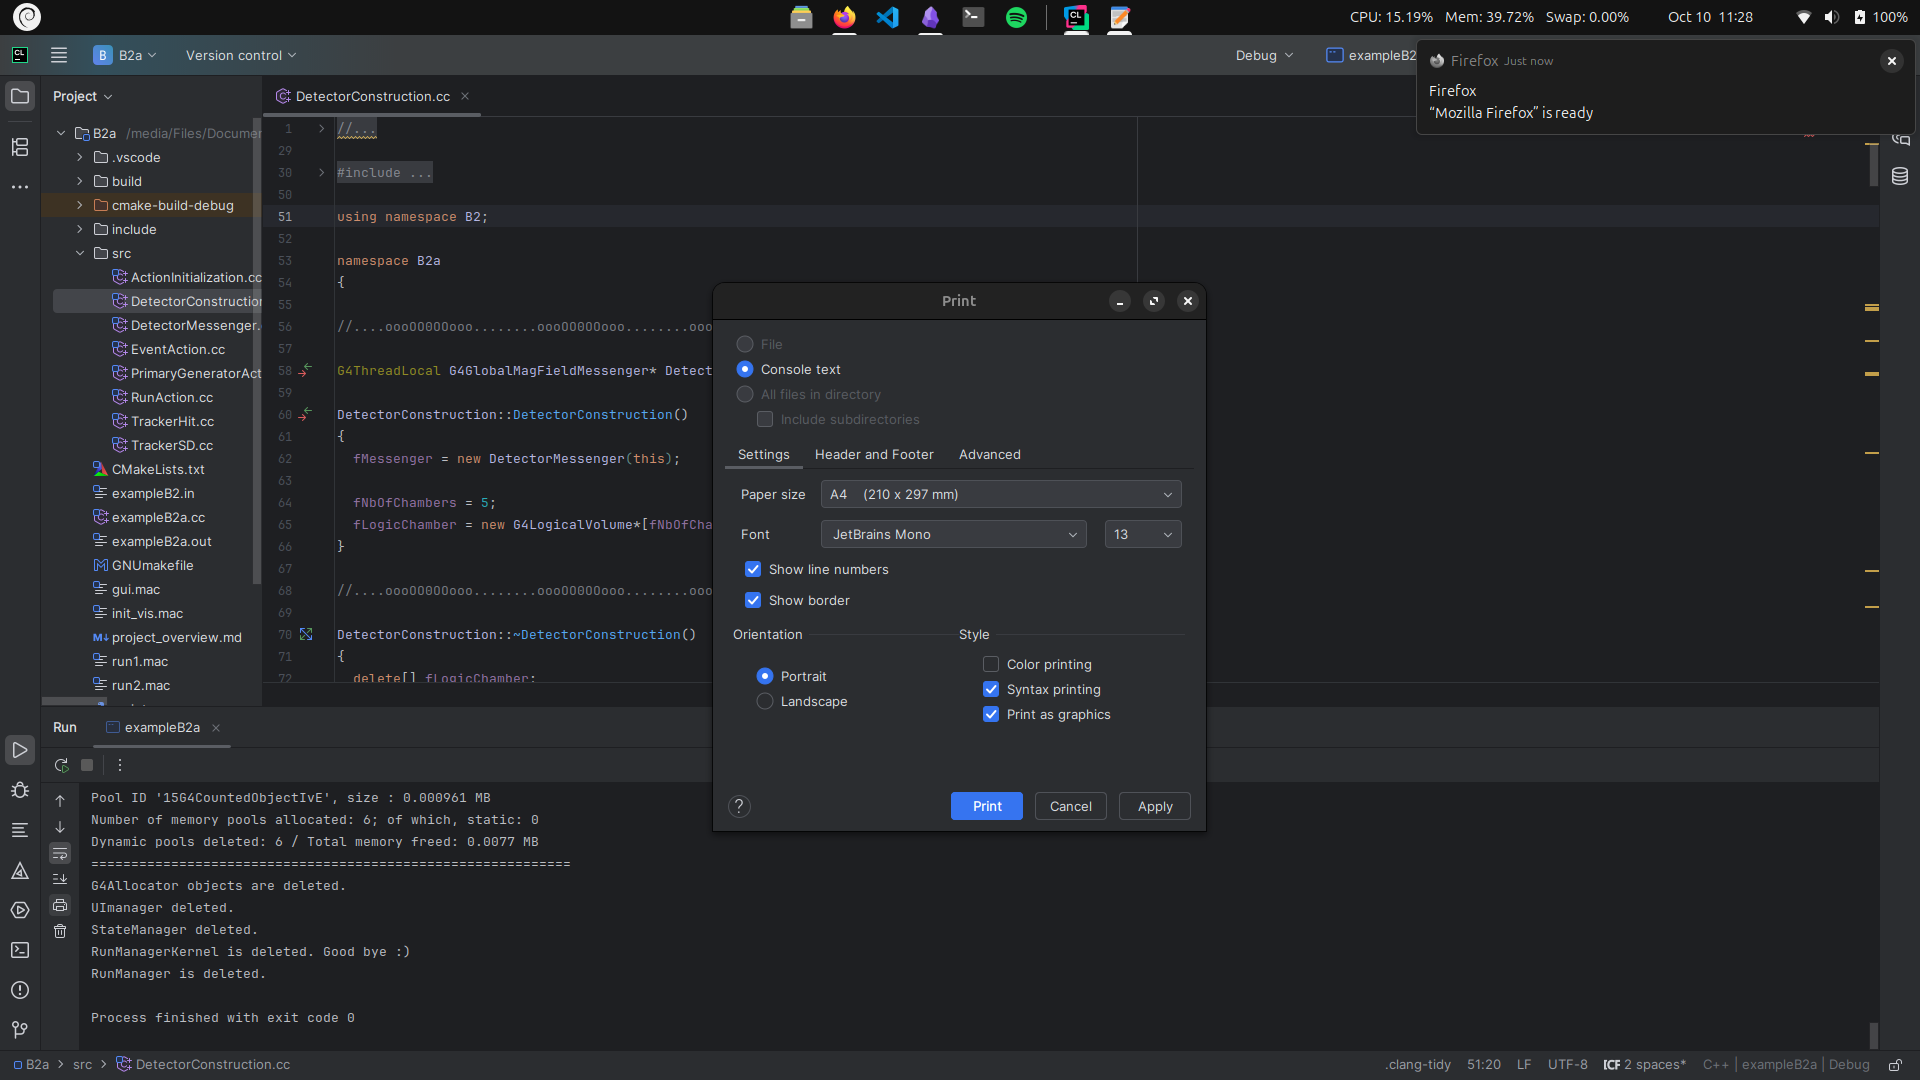 CPU: 15.19% Mem: 39.72% Swap: 0.00% Oct 10 11:28 100%
CL B B2a Version control Debug exampleB2
Firefox Just now
Firefox
“Mozilla Firefox” is ready
Project
DetectorConstruction.cc
B2a /media/Files/Documer
.vscode
build
cmake-build-debug
include
src
ActionInitialization.cc
DetectorConstruction
DetectorMessenger.
EventAction.cc
PrimaryGeneratorAct
RunAction.cc
TrackerHit.cc
TrackerSD.cc
CMakeLists.txt
exampleB2.in
exampleB2a.cc
exampleB2a.out
GNUmakefile
gui.mac
init_vis.mac
project_overview.md
run1.mac
run2.mac
1 //...
29
30 #include ...
50
51 using namespace B2;
52
53 namespace B2a
54 {
55
56 //....oooOO0OOooo........oooOO0OOooo........ooo
57
58 G4ThreadLocal G4GlobalMagFieldMessenger* Detect
59
60 DetectorConstruction::DetectorConstruction()
61 {
62 fMessenger = new DetectorMessenger(this);
63
64 fNbOfChambers = 5;
65 fLogicChamber = new G4LogicalVolume*[fNbOfCha
66 }
67
68 //....oooOO0OOooo........oooOO0OOooo........ooo
69
70 DetectorConstruction::~DetectorConstruction()
71 {
72 delete[] fLogicChamber;
Print
File
Console text
All files in directory
Include subdirectories
Settings Header and Footer Advanced
Paper size A4 (210 x 297 mm)
Font JetBrains Mono 13
Show line numbers
Show border
Orientation Style
Portrait
Landscape
Color printing
Syntax printing
Print as graphics
? Print Cancel Apply
Run exampleB2a
Pool ID '15G4CountedObjectIvE', size : 0.000961 MB
Number of memory pools allocated: 6; of which, static: 0
Dynamic pools deleted: 6 / Total memory freed: 0.0077 MB
============================================================
G4Allocator objects are deleted.
UImanager deleted.
StateManager deleted.
RunManagerKernel is deleted. Good bye :)
RunManager is deleted.
Process finished with exit code 0
B2a > src > DetectorConstruction.cc .clang-tidy 51:20 LF UTF-8 2 spaces* C++ | exampleB2a | Debug